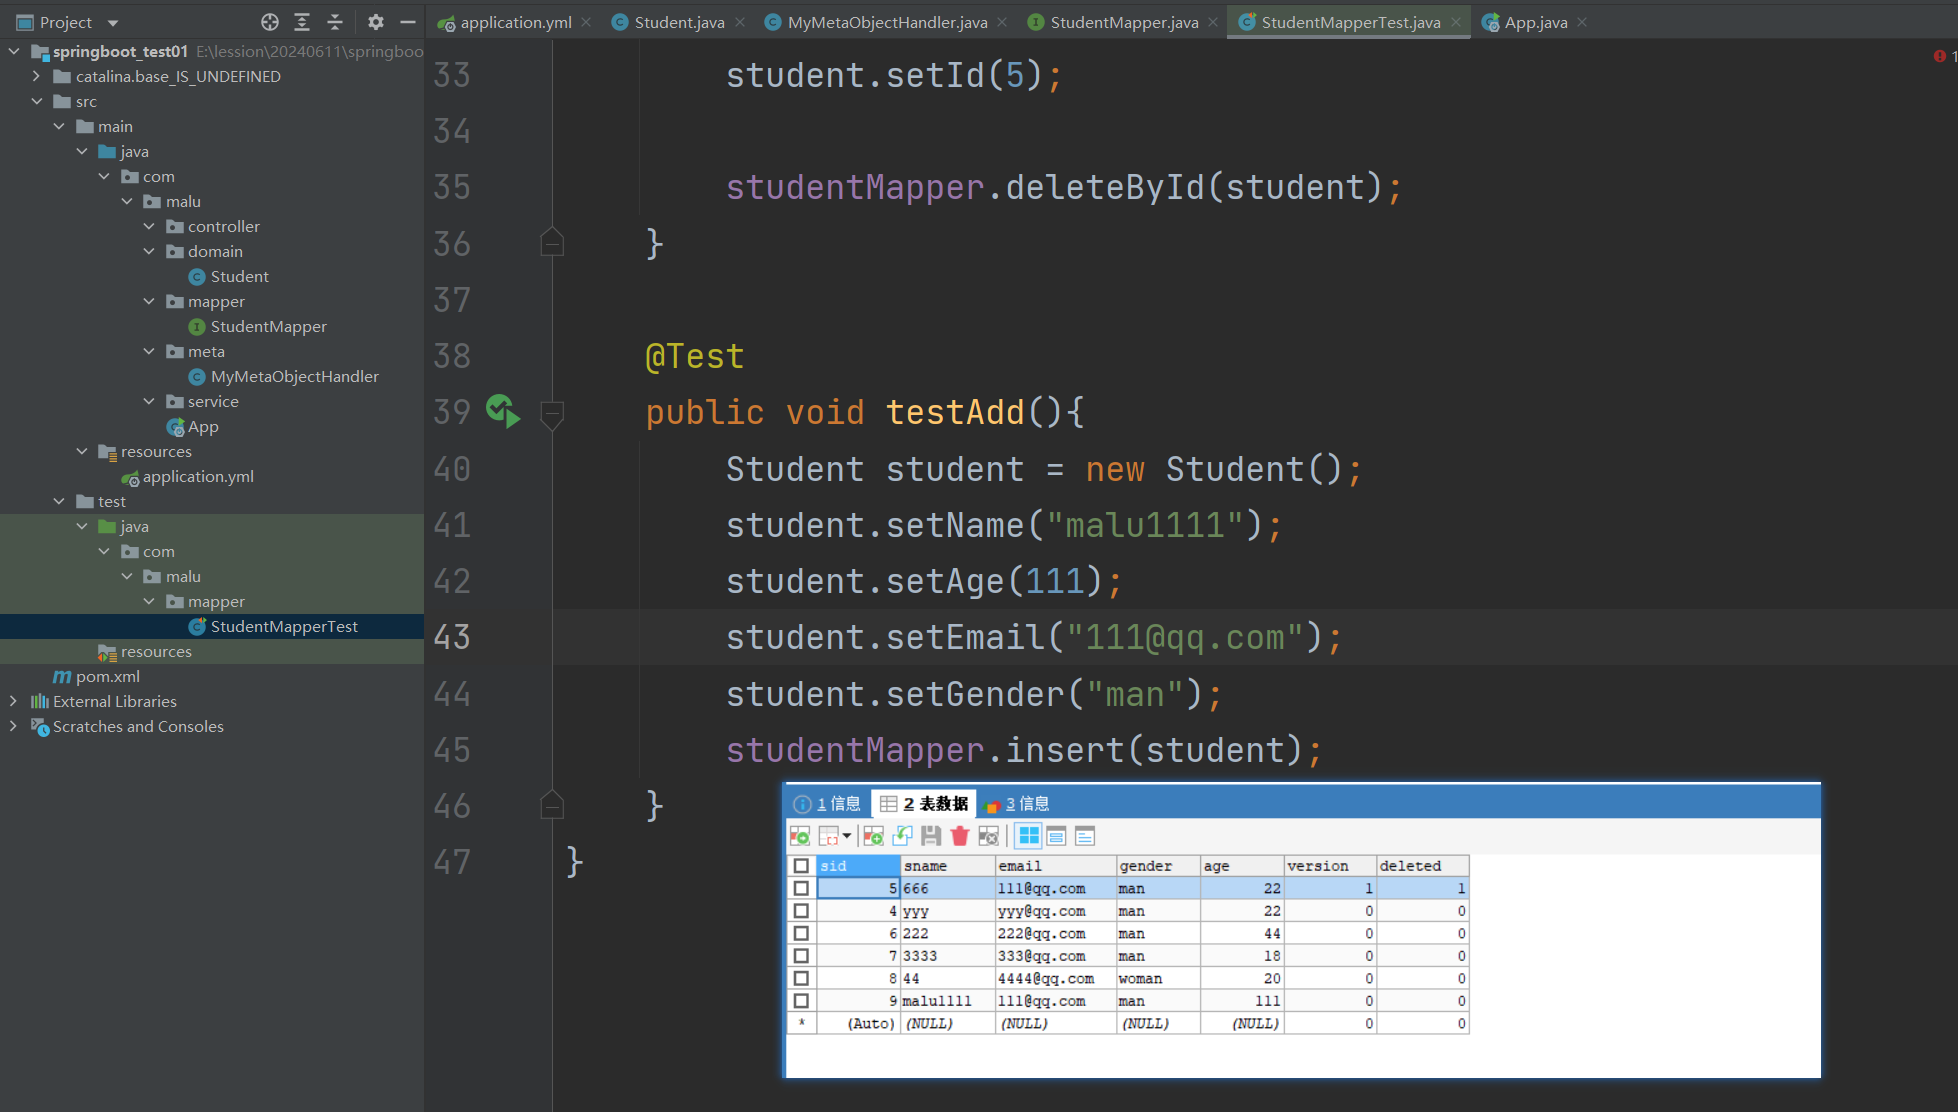 Project
springboot_test01 E:\lession\20240611\springboo
catalina.base_IS_UNDEFINED
src
main
java
com
malu
controller
domain
Student
mapper
StudentMapper
meta
MyMetaObjectHandler
service
App
resources
application.yml
test
java
com
malu
mapper
StudentMapperTest
resources
pom.xml
External Libraries
Scratches and Consoles
application.yml Student.java MyMetaObjectHandler.java StudentMapper.java StudentMapperTest.java App.java
1
33 student.setId(5);
34
35 studentMapper.deleteById(student);
36 }
37
38 @Test
39 public void testAdd(){
40 Student student = new Student();
41 student.setName("malu1111");
42 student.setAge(111);
43 student.setEmail("111@qq.com");
44 student.setGender("man");
45 studentMapper.insert(student);
46 }
47 }
1 信息 2 表数据 3 信息
sid sname email gender age version deleted
5 666 111@qq.com man 22 1 1
4 yyy yyy@qq.com man 22 0 0
6 222 222@qq.com man 44 0 0
7 3333 333@qq.com man 18 0 0
8 44 4444@qq.com woman 20 0 0
9 malu1111 111@qq.com man 111 0 0
* (Auto) (NULL) (NULL) (NULL) (NULL) 0 0